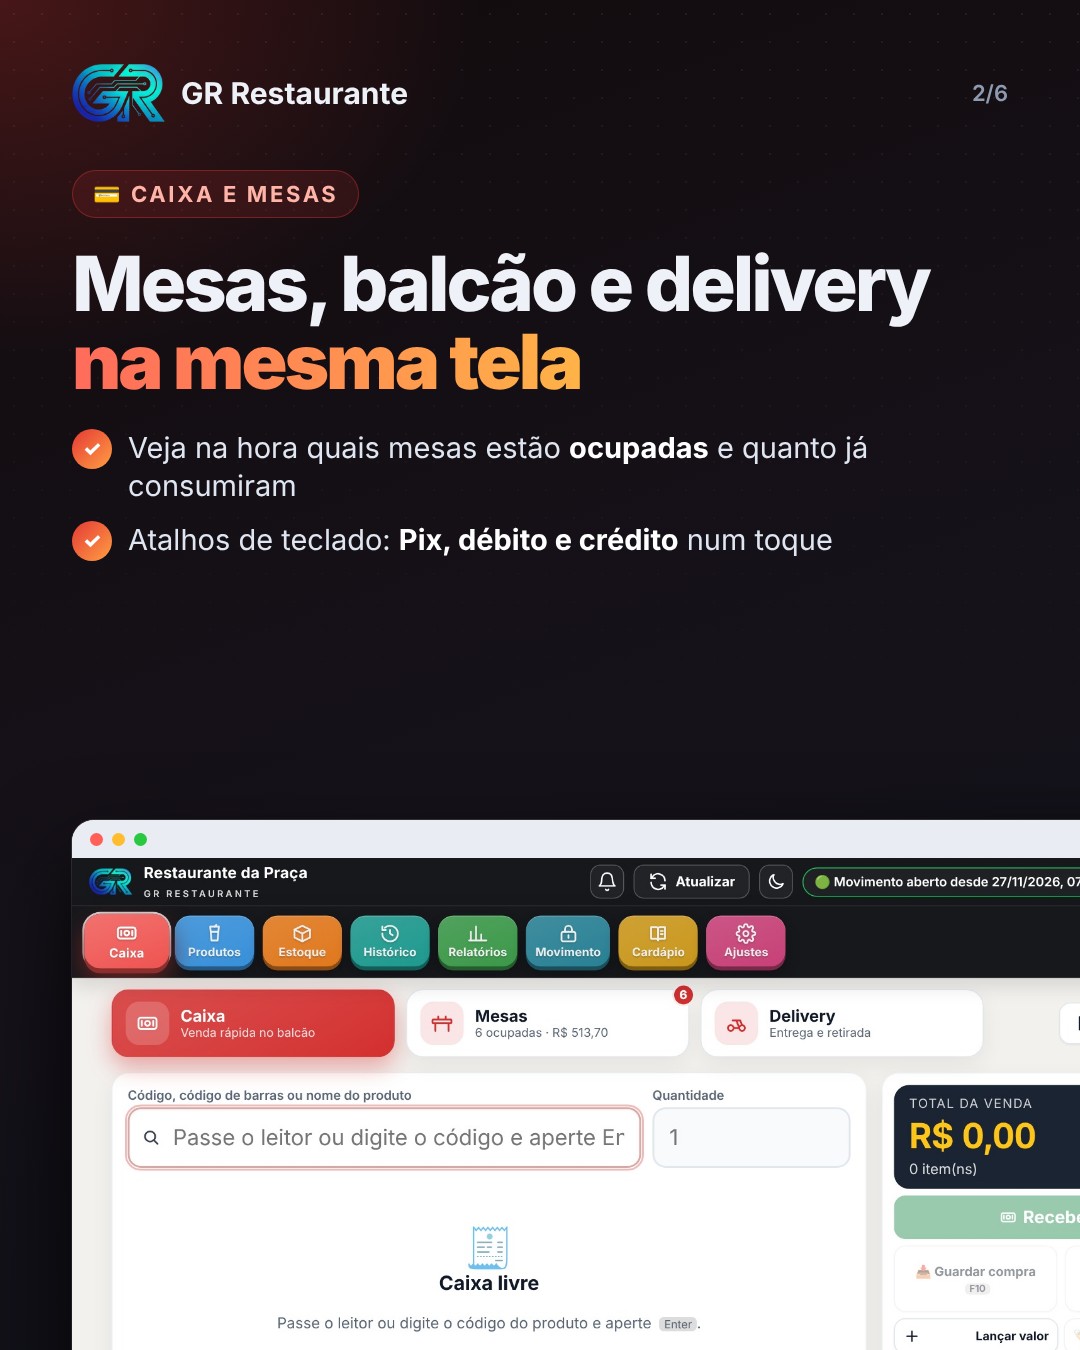 GR GR Restaurante
2/6
💳 CAIXA E MESAS
Mesas, balcão e delivery
na mesma tela
Veja na hora quais mesas estão ocupadas e quanto já
consumiram
Atalhos de teclado: Pix, débito e crédito num toque
GR Restaurante da Praça
GR RESTAURANTE
Atualizar
🟢 Movimento aberto desde 27/11/2026, 07
Caixa
Produtos
Estoque
Histórico
Relatórios
Movimento
Cardápio
Ajustes
Caixa
Venda rápida no balcão
6
Mesas
6 ocupadas · R$ 513,70
Delivery
Entrega e retirada
Código, código de barras ou nome do produto
Quantidade
Passe o leitor ou digite o código e aperte Er
1
TOTAL DA VENDA
R$ 0,00
0 item(ns)
Recebe
Guardar compra
F10
Caixa livre
Passe o leitor ou digite o código do produto e aperte Enter.
+ Lançar valor